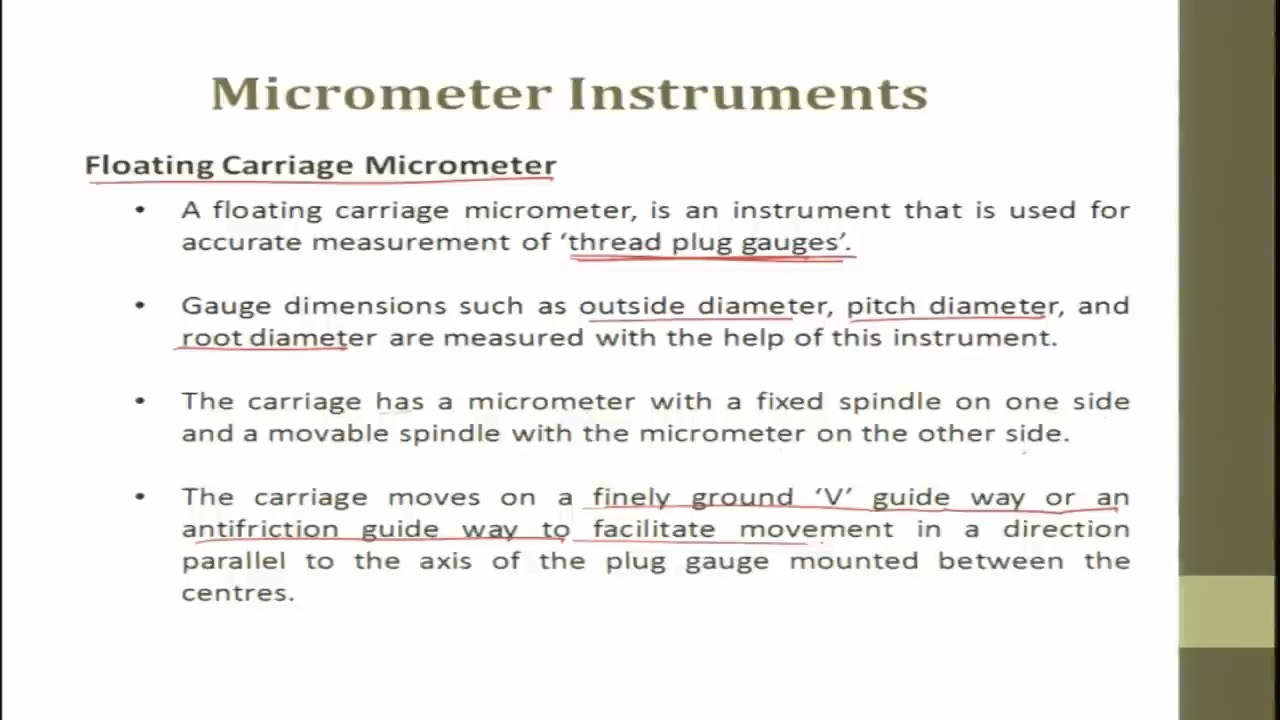 Micrometer Instruments
Floating Carriage Micrometer
• A floating carriage micrometer, is an instrument that is used for
accurate measurement of ‘thread plug gauges’.
• Gauge dimensions such as outside diameter, pitch diameter, and
root diameter are measured with the help of this instrument.
• The carriage has a micrometer with a fixed spindle on one side
and a movable spindle with the micrometer on the other side.
• The carriage moves on a finely ground ‘V’ guide way or an
antifriction guide way to facilitate movement in a direction
parallel to the axis of the plug gauge mounted between the
centres.